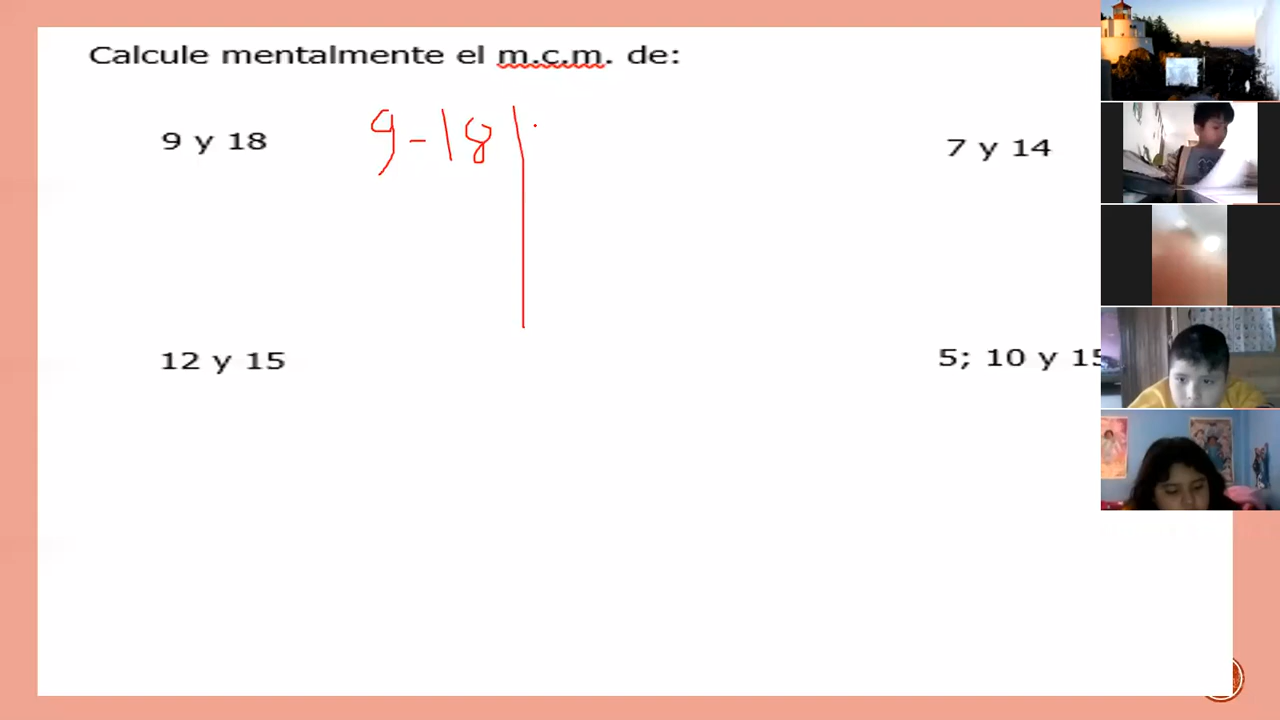 Calcule mentalmente el m.c.m. de:
9 y 18
9-18
7 y 14
12 y 15
5; 10 y 15